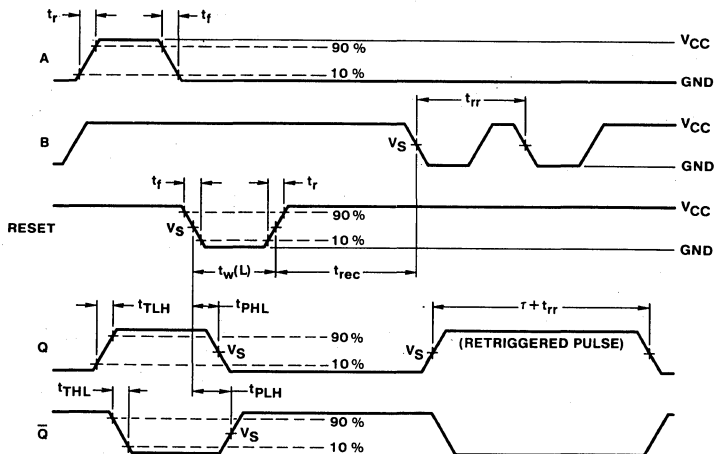 tr tf VCC
A 90 %
10 % GND
trr
B VCC
VS GND
tf tr VCC
RESET VS 90 %
10 % GND
tw(L) trec
tTLH tPHL τ + trr
Q 90 % VS (RETRIGGERED PULSE)
VS 10 %
tTHL tPLH
Q̅ 90 %
VS
10 %